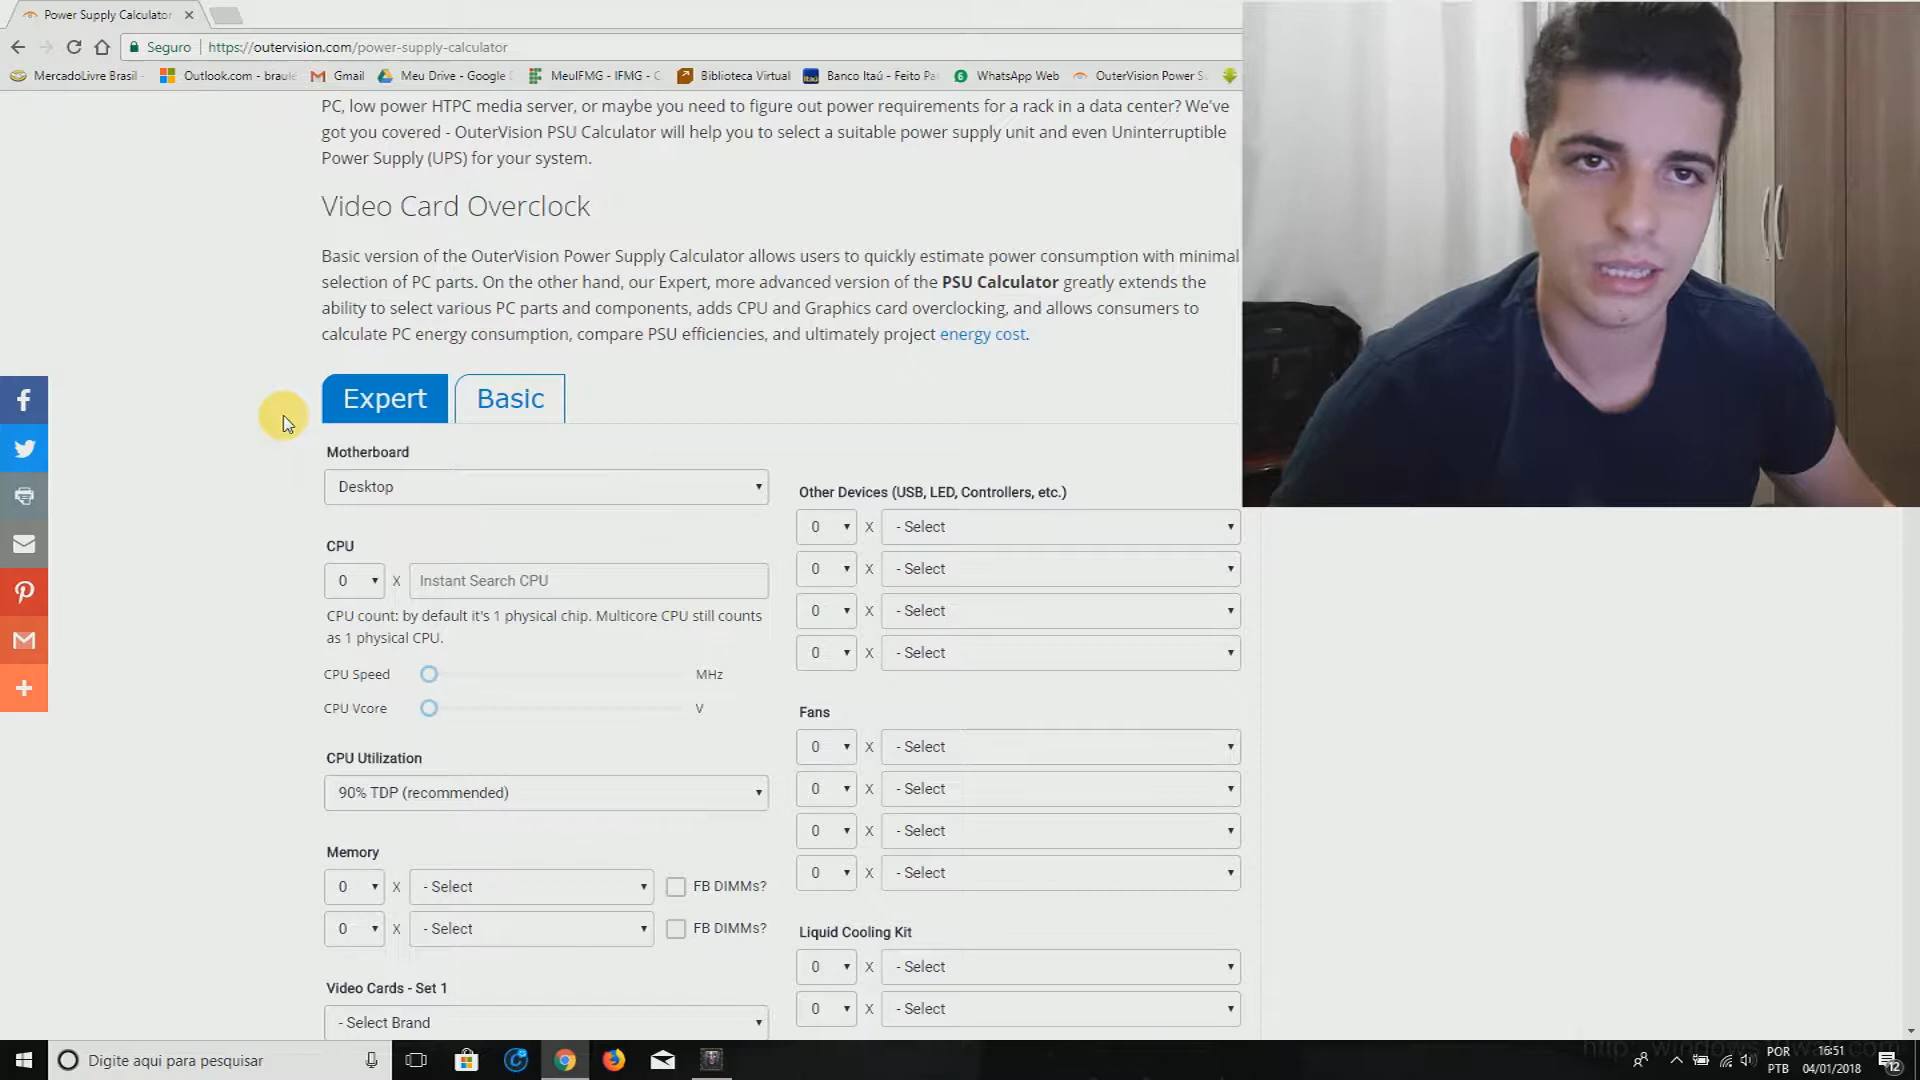 Power Supply Calculator
Seguro
https://outervision.com/power-supply-calculator
MercadoLivre Brasil
Outlook.com - braule
Gmail
Meu Drive - Google D
MeuIFMG - IFMG - C
Biblioteca Virtual
Banco Itaú - Feito Pa
6
WhatsApp Web
OuterVision Power S
PC, low power HTPC media server, or maybe you need to figure out power requirements for a rack in a data center? We've
got you covered - OuterVision PSU Calculator will help you to select a suitable power supply unit and even Uninterruptible
Power Supply (UPS) for your system.
Video Card Overclock
Basic version of the OuterVision Power Supply Calculator allows users to quickly estimate power consumption with minimal
selection of PC parts. On the other hand, our Expert, more advanced version of the PSU Calculator greatly extends the
ability to select various PC parts and components, adds CPU and Graphics card overclocking, and allows consumers to
calculate PC energy consumption, compare PSU efficiencies, and ultimately project energy cost.
Expert
Basic
Motherboard
Desktop
CPU
0 X Instant Search CPU
CPU count: by default it's 1 physical chip. Multicore CPU still counts
as 1 physical CPU.
CPU Speed MHz
CPU Vcore V
CPU Utilization
90% TDP (recommended)
Memory
0 X - Select FB DIMMs?
0 X - Select FB DIMMs?
Video Cards - Set 1
- Select Brand
Other Devices (USB, LED, Controllers, etc.)
0 X - Select
0 X - Select
0 X - Select
0 X - Select
Fans
0 X - Select
0 X - Select
0 X - Select
0 X - Select
Liquid Cooling Kit
0 X - Select
0 X - Select
Digite aqui para pesquisar
POR
PTB
16:51
04/01/2018
12